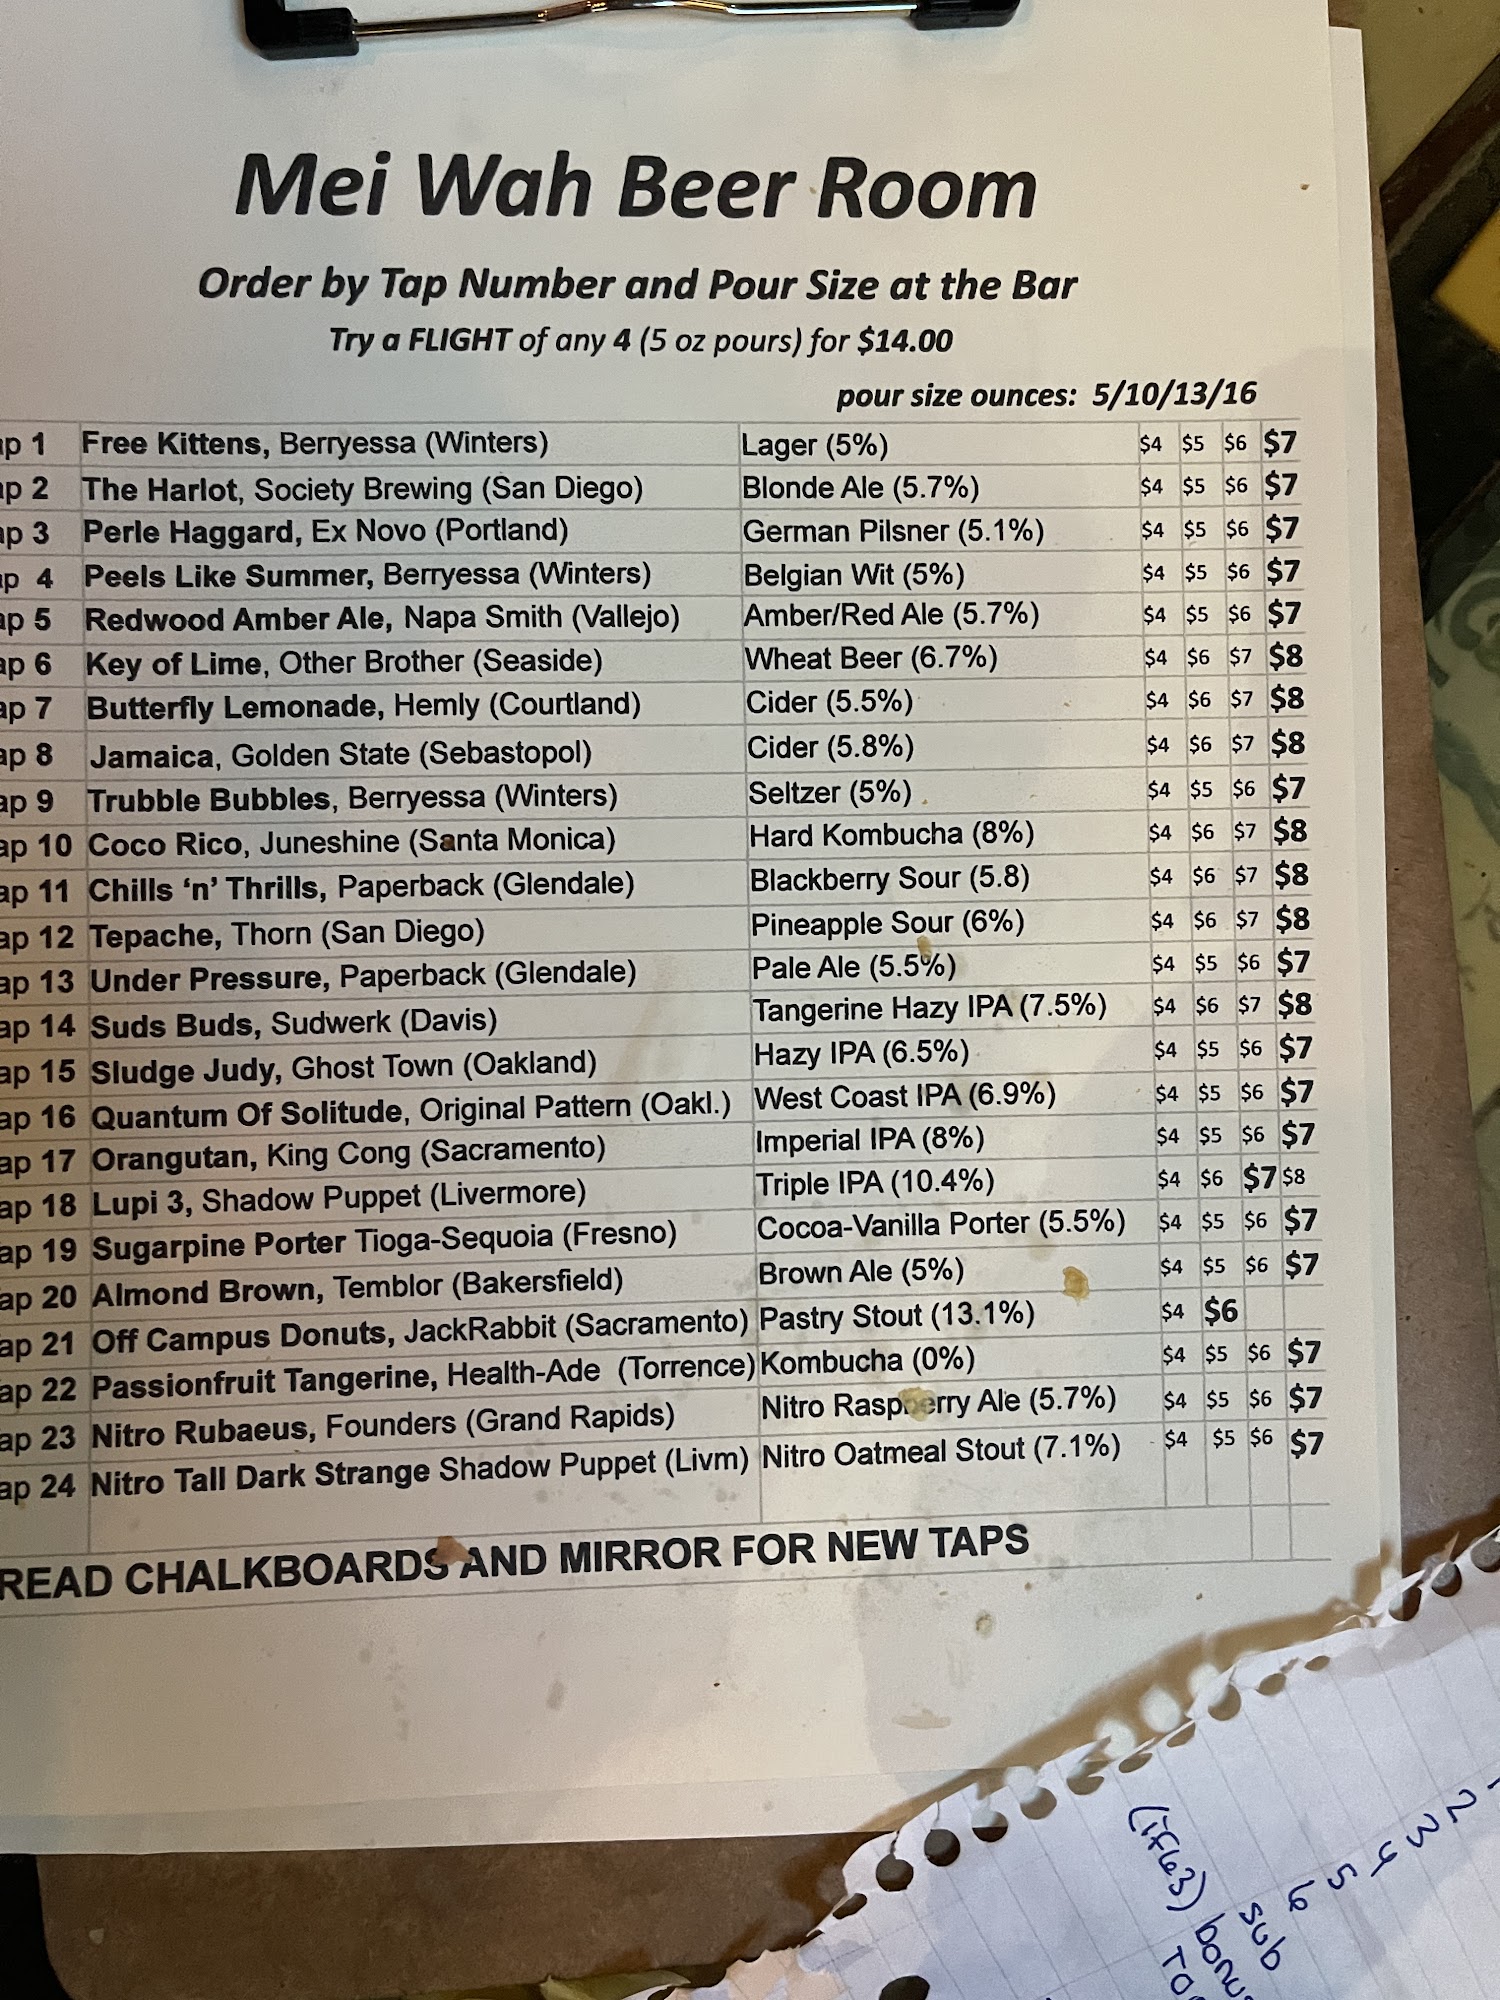 Mei Wah Beer Room
Order by Tap Number and Pour Size at the Bar
Try a FLIGHT of any 4 (5 oz pours) for $14.00
pour size ounces: 5/10/13/16
ap 1 Free Kittens, Berryessa (Winters) Lager (5%) $4 $5 $6 $7
ap 2 The Harlot, Society Brewing (San Diego) Blonde Ale (5.7%) $4 $5 $6 $7
ap 3 Perle Haggard, Ex Novo (Portland) German Pilsner (5.1%) $4 $5 $6 $7
ap 4 Peels Like Summer, Berryessa (Winters) Belgian Wit (5%) $4 $5 $6 $7
ap 5 Redwood Amber Ale, Napa Smith (Vallejo) Amber/Red Ale (5.7%) $4 $5 $6 $7
ap 6 Key of Lime, Other Brother (Seaside) Wheat Beer (6.7%) $4 $6 $7 $8
ap 7 Butterfly Lemonade, Hemly (Courtland) Cider (5.5%) $4 $6 $7 $8
ap 8 Jamaica, Golden State (Sebastopol) Cider (5.8%) $4 $6 $7 $8
ap 9 Trubble Bubbles, Berryessa (Winters) Seltzer (5%) $4 $5 $6 $7
ap 10 Coco Rico, Juneshine (Santa Monica) Hard Kombucha (8%) $4 $6 $7 $8
ap 11 Chills ‘n’ Thrills, Paperback (Glendale) Blackberry Sour (5.8) $4 $6 $7 $8
ap 12 Tepache, Thorn (San Diego) Pineapple Sour (6%) $4 $6 $7 $8
ap 13 Under Pressure, Paperback (Glendale) Pale Ale (5.5%) $4 $5 $6 $7
ap 14 Suds Buds, Sudwerk (Davis) Tangerine Hazy IPA (7.5%) $4 $6 $7 $8
ap 15 Sludge Judy, Ghost Town (Oakland) Hazy IPA (6.5%) $4 $5 $6 $7
ap 16 Quantum Of Solitude, Original Pattern (Oakl.) West Coast IPA (6.9%) $4 $5 $6 $7
ap 17 Orangutan, King Cong (Sacramento) Imperial IPA (8%) $4 $5 $6 $7
ap 18 Lupi 3, Shadow Puppet (Livermore) Triple IPA (10.4%) $4 $6 $7 $8
ap 19 Sugarpine Porter Tioga-Sequoia (Fresno) Cocoa-Vanilla Porter (5.5%) $4 $5 $6 $7
ap 20 Almond Brown, Temblor (Bakersfield) Brown Ale (5%) $4 $5 $6 $7
ap 21 Off Campus Donuts, JackRabbit (Sacramento) Pastry Stout (13.1%) $4 $6
ap 22 Passionfruit Tangerine, Health-Ade (Torrence) Kombucha (0%) $4 $5 $6 $7
ap 23 Nitro Rubaeus, Founders (Grand Rapids) Nitro Raspberry Ale (5.7%) $4 $5 $6 $7
ap 24 Nitro Tall Dark Strange Shadow Puppet (Livm) Nitro Oatmeal Stout (7.1%) $4 $5 $6 $7
READ CHALKBOARDS AND MIRROR FOR NEW TAPS
2
3
4
5
6
sub
(if63) bonu
To